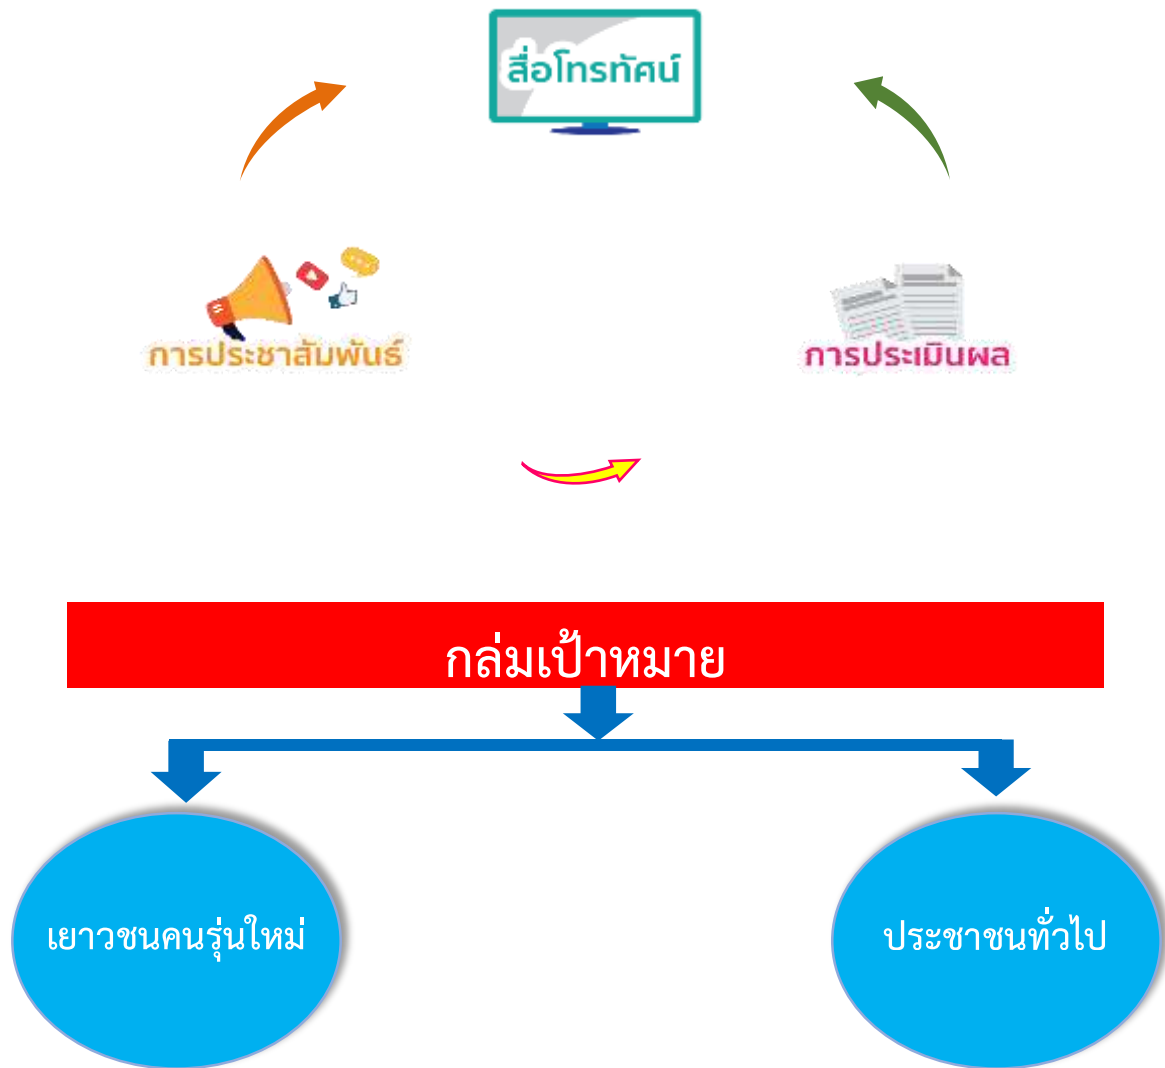 สื่อโทรทัศน์
การประชาสัมพันธ์
การประเมินผล
กลุ่มเป้าหมาย
เยาวชนคนรุ่นใหม่
ประชาชนทั่วไป